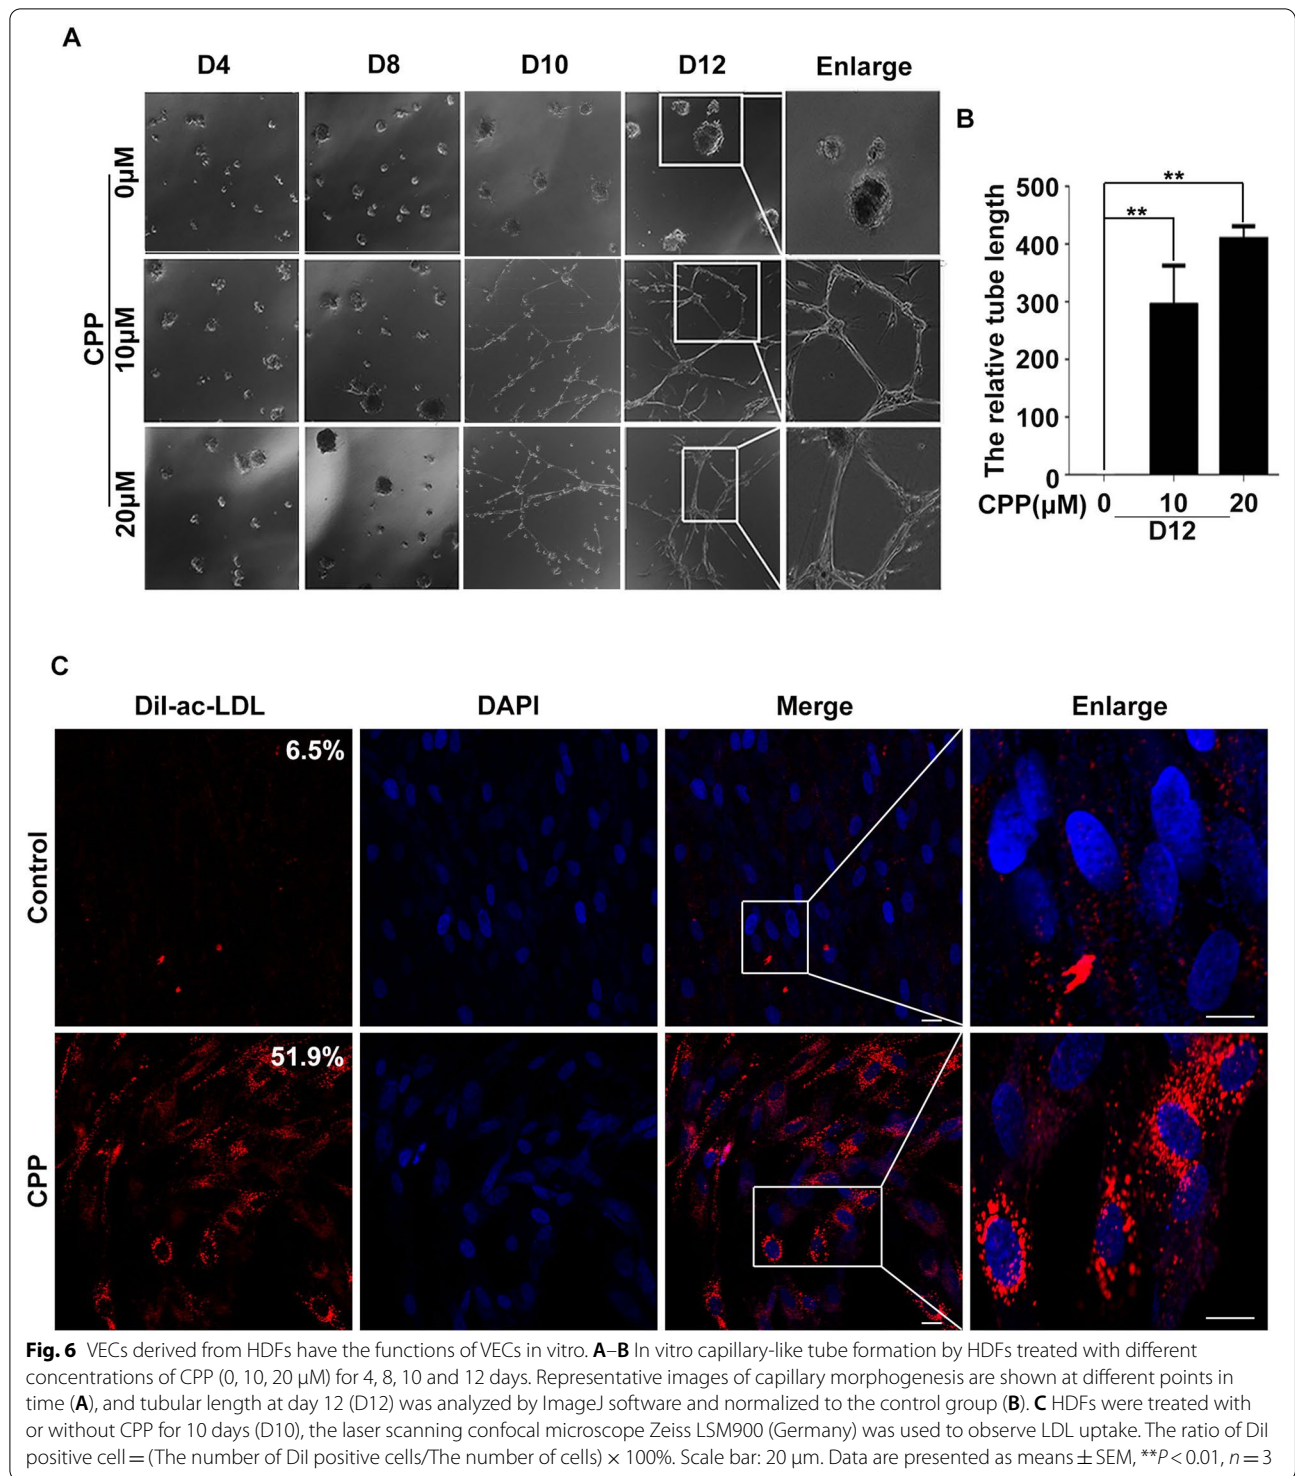 A
D4 D8 D10 D12 Enlarge
CPP
0µM
10µM
20µM
B
The relative tube length
500
400
300
200
100
0
**
**
CPP(µM) 0 10 20
D12
C
Dil-ac-LDL DAPI Merge Enlarge
Control
6.5%
CPP
51.9%
Fig. 6 VECs derived from HDFs have the functions of VECs in vitro. A–B In vitro capillary-like tube formation by HDFs treated with different
concentrations of CPP (0, 10, 20 µM) for 4, 8, 10 and 12 days. Representative images of capillary morphogenesis are shown at different points in
time (A), and tubular length at day 12 (D12) was analyzed by ImageJ software and normalized to the control group (B). C HDFs were treated with
or without CPP for 10 days (D10), the laser scanning confocal microscope Zeiss LSM900 (Germany) was used to observe LDL uptake. The ratio of Dil
positive cell = (The number of Dil positive cells/The number of cells) × 100%. Scale bar: 20 µm. Data are presented as means ± SEM, **P < 0.01, n = 3